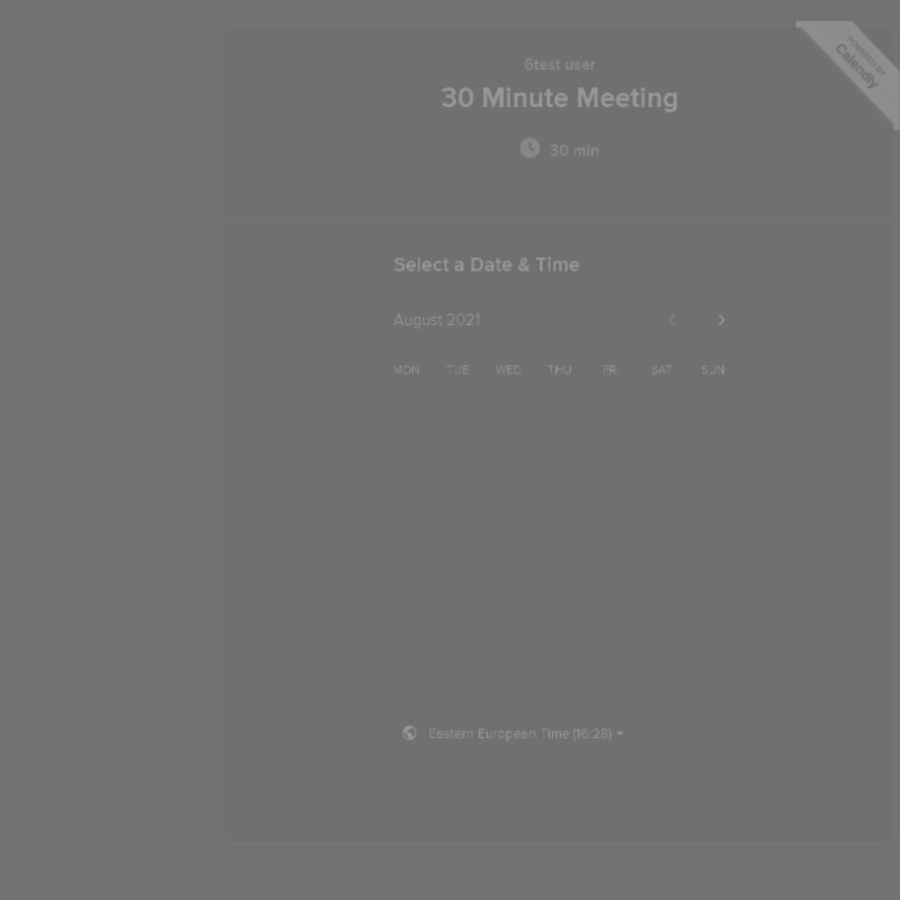 POWERED BY
Calendly
6test user
30 Minute Meeting
30 min
Select a Date & Time
August 2021
MON TUE WED THU FRI SAT SUN
Eastern European Time (16:28)